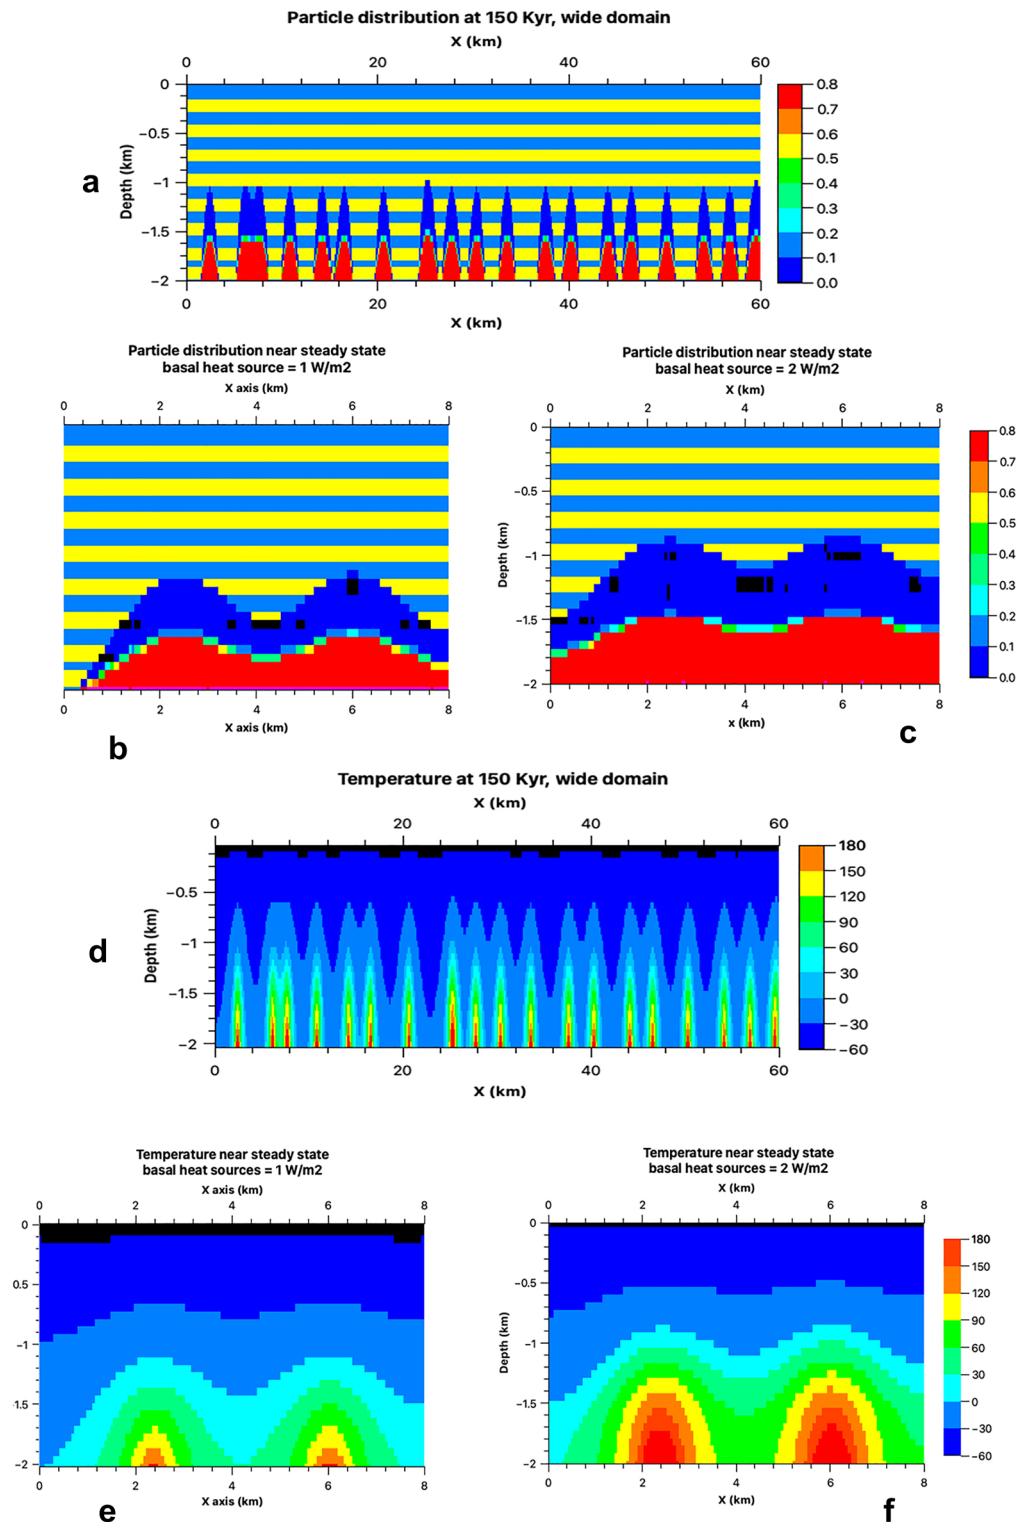 Particle distribution at 150 Kyr, wide domain
X (km)
0 20 40 60
0
−0.5
−1
−1.5
−2
Depth (km)
a
0.8
0.7
0.6
0.5
0.4
0.3
0.2
0.1
0.0
0 20 40 60
X (km)
Particle distribution near steady state
basal heat source = 1 W/m2
X axis (km)
0 2 4 6 8
0 2 4 6 8
X axis (km)
b
Particle distribution near steady state
basal heat source = 2 W/m2
X (km)
0 2 4 6 8
0
−0.5
−1
−1.5
−2
Depth (km)
0.8
0.7
0.6
0.5
0.4
0.3
0.2
0.1
0.0
0 2 4 6 8
x (km)
c
Temperature at 150 Kyr, wide domain
X (km)
0 20 40 60
−0.5
−1
−1.5
−2
Depth (km)
d
180
150
120
90
60
30
0
−30
−60
0 20 40 60
X (km)
Temperature near steady state
basal heat sources = 1 W/m2
X axis (km)
0 2 4 6 8
0
0.5
−1
−1.5
−2
0 2 4 6 8
X axis (km)
e
Temperature near steady state
basal heat sources = 2 W/m2
X (km)
0 2 4 6 8
0
−0.5
−1
−1.5
−2
Depth (km)
180
150
120
90
60
30
0
−30
−60
0 2 4 6 8
X (km)
f